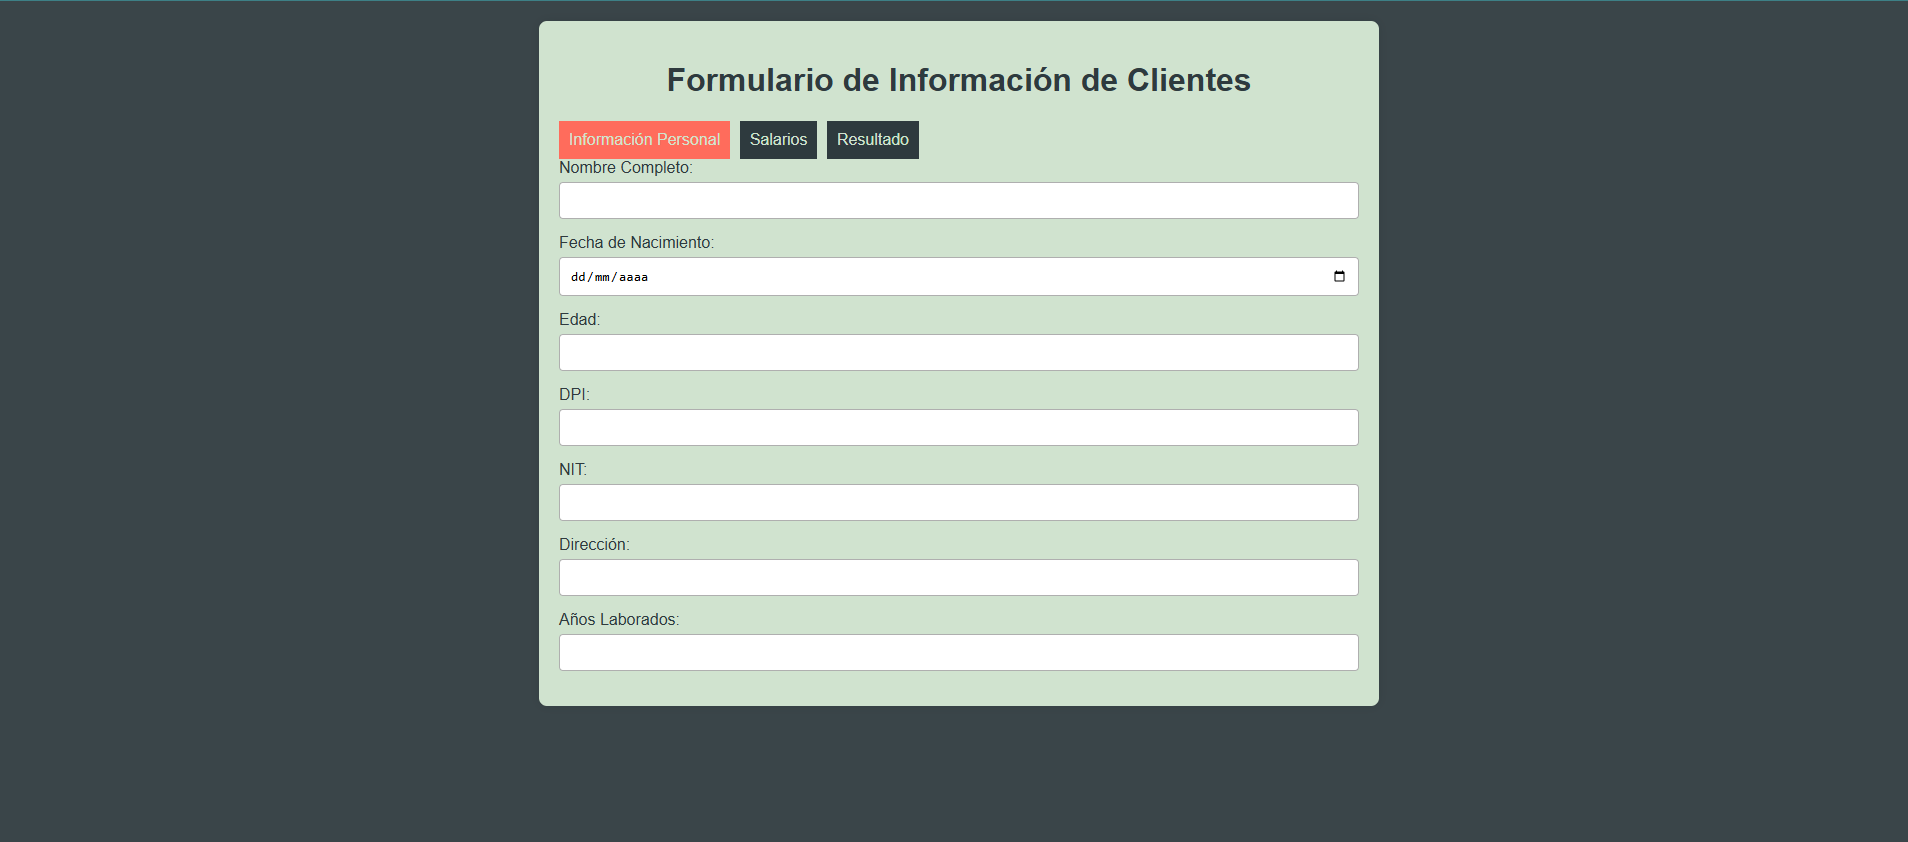 Formulario de Información de Clientes
Información Personal Salarios Resultado
Nombre Completo:
Fecha de Nacimiento:
dd/mm/aaaa
Edad:
DPI:
NIT:
Dirección:
Años Laborados: